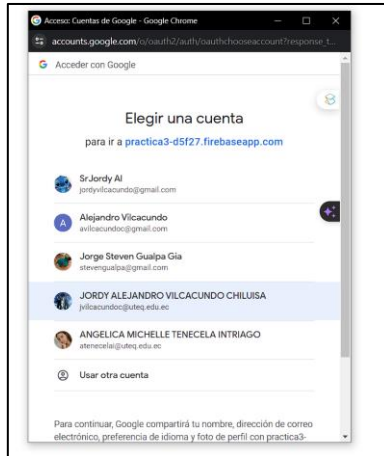 Acceso: Cuentas de Google - Google Chrome
accounts.google.com/o/oauth2/auth/oauthchooseaccount?response_t...
Acceder con Google
Elegir una cuenta
para ir a practica3-d5f27.firebaseapp.com
SrJordy Al
jordyvilcacundo@gmail.com
A
Alejandro Vilcacundo
avilcacundoc@gmail.com
Jorge Steven Gualpa Gia
stevengualpa@gmail.com
JORDY ALEJANDRO VILCACUNDO CHILUISA
jvilcacundoc@uteq.edu.ec
ANGELICA MICHELLE TENECELA INTRIAGO
atenecelai@uteq.edu.ec
Usar otra cuenta
Para continuar, Google compartirá tu nombre, dirección de correo
electrónico, preferencia de idioma y foto de perfil con practica3-